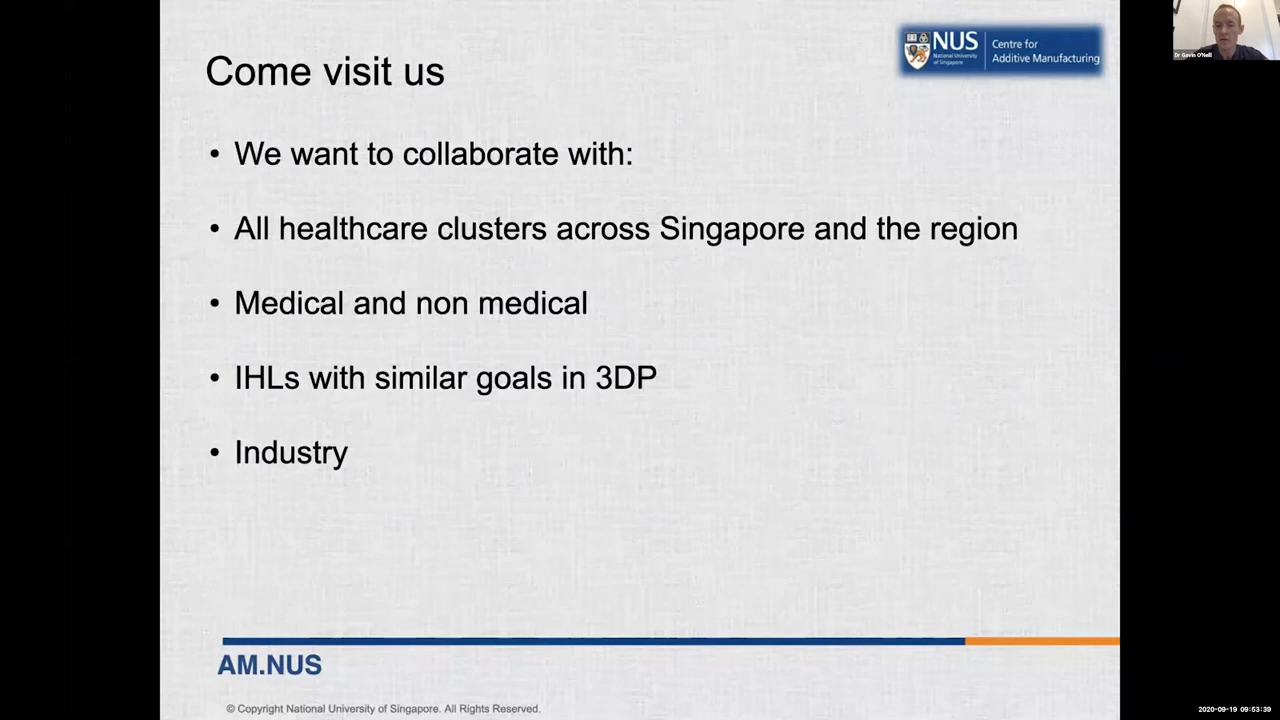 Come visit us
NUS
National University
of Singapore
Centre for
Additive Manufacturing
Dr Gavin O'Neill
• We want to collaborate with:
• All healthcare clusters across Singapore and the region
• Medical and non medical
• IHLs with similar goals in 3DP
• Industry
AM.NUS
© Copyright National University of Singapore. All Rights Reserved.
2020-09-19 09:53:39